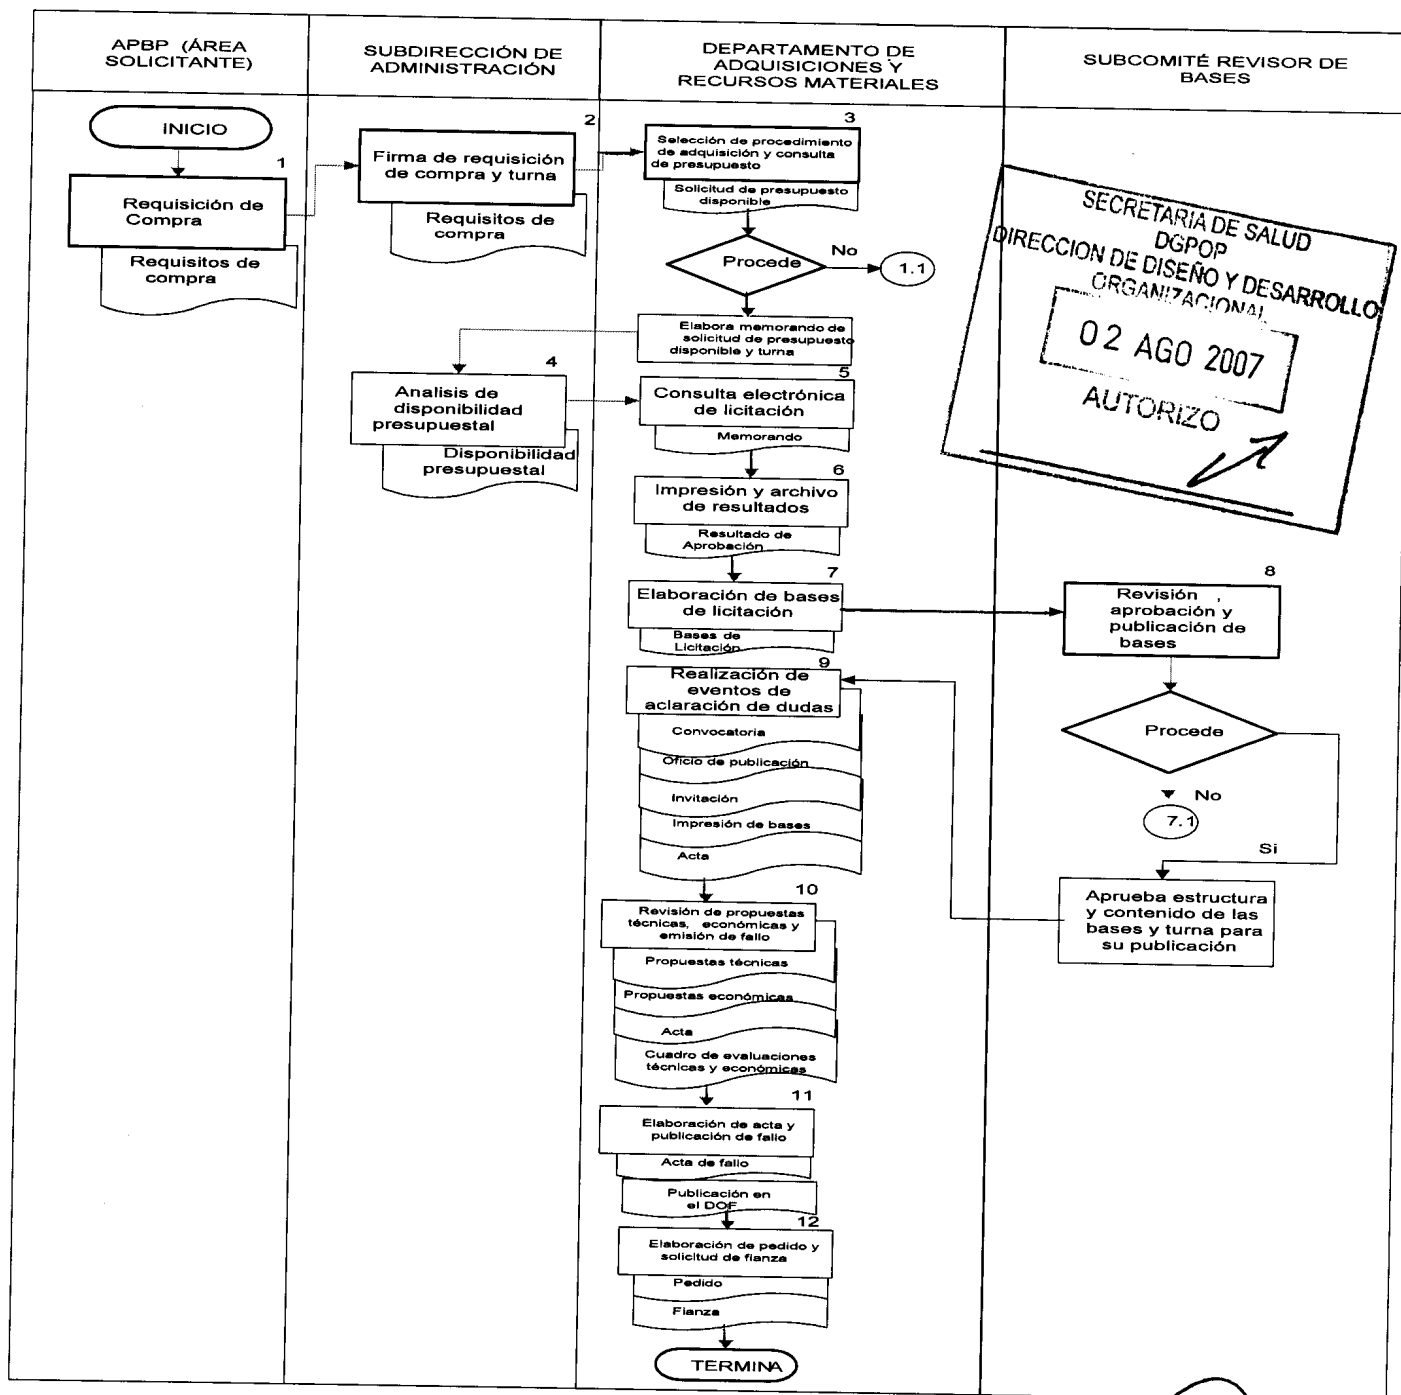 APBP (ÁREA
SOLICITANTE)
SUBDIRECCIÓN DE
ADMINISTRACIÓN
DEPARTAMENTO DE
ADQUISICIONES Y
RECURSOS MATERIALES
SUBCOMITÉ REVISOR DE
BASES
INICIO
1
Requisición de
Compra
Requisitos de
compra
2
Firma de requisición
de compra y turna
Requisitos de
compra
3
Selección de procedimiento
de adquisición y consulta
de presupuesto
Solicitud de presupuesto
disponible
Procede
No
1.1
Elabora memorando de
solicitud de presupuesto
disponible y turna
4
Analisis de
disponibilidad
presupuestal
Disponibilidad
presupuestal
5
Consulta electrónica
de licitación
Memorando
6
Impresión y archivo
de resultados
Resultado de
Aprobación
7
Elaboración de bases
de licitación
Bases de
Licitación
8
Revisión ,
aprobación y
publicación de
bases
Procede
No
7.1
Si
Aprueba estructura
y contenido de las
bases y turna para
su publicación
9
Realización de
eventos de
aclaración de dudas
Convocatoria
Oficio de publicación
Invitación
Impresión de bases
Acta
10
Revisión de propuestas
técnicas, económicas y
emisión de fallo
Propuestas técnicas
Propuestas económicas
Acta
Cuadro de evaluaciones
técnicas y económicas
11
Elaboración de acta y
publicación de fallo
Acta de fallo
Publicación en
el DOF
12
Elaboración de pedido y
solicitud de fianza
Pedido
Fianza
TERMINA
SECRETARIA DE SALUD
DGPOP
DIRECCION DE DISEÑO Y DESARROLLO
ORGANIZACIONAL
02 AGO 2007
AUTORIZO